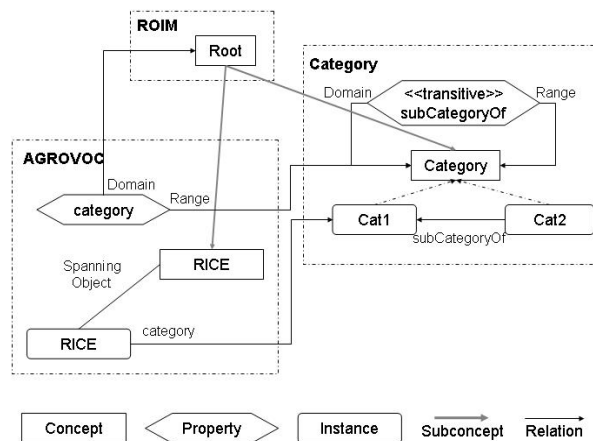 ROIM
Root
Category
Domain
<<transitive>>
subCategoryOf
Range
Category
AGROVOC
Domain
category
Range
Cat1
Cat2
subCategoryOf
Spanning
Object
RICE
RICE
category
Concept
Property
Instance
Subconcept
Relation